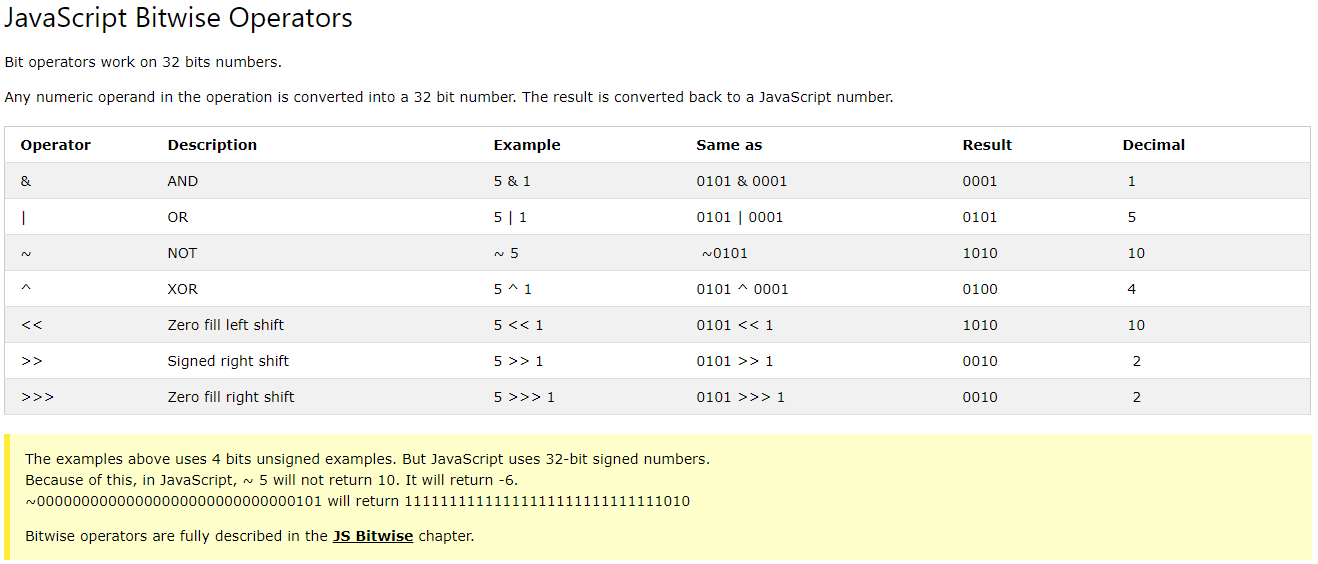 JavaScript Bitwise Operators
Bit operators work on 32 bits numbers.
Any numeric operand in the operation is converted into a 32 bit number. The result is converted back to a JavaScript number.
Operator Description Example Same as Result Decimal
& AND 5 & 1 0101 & 0001 0001 1
| OR 5 | 1 0101 | 0001 0101 5
~ NOT ~ 5 ~0101 1010 10
^ XOR 5 ^ 1 0101 ^ 0001 0100 4
<< Zero fill left shift 5 << 1 0101 << 1 1010 10
>> Signed right shift 5 >> 1 0101 >> 1 0010 2
>>> Zero fill right shift 5 >>> 1 0101 >>> 1 0010 2
The examples above uses 4 bits unsigned examples. But JavaScript uses 32-bit signed numbers.
Because of this, in JavaScript, ~ 5 will not return 10. It will return -6.
~00000000000000000000000000000101 will return 11111111111111111111111111111010
Bitwise operators are fully described in the JS Bitwise chapter.